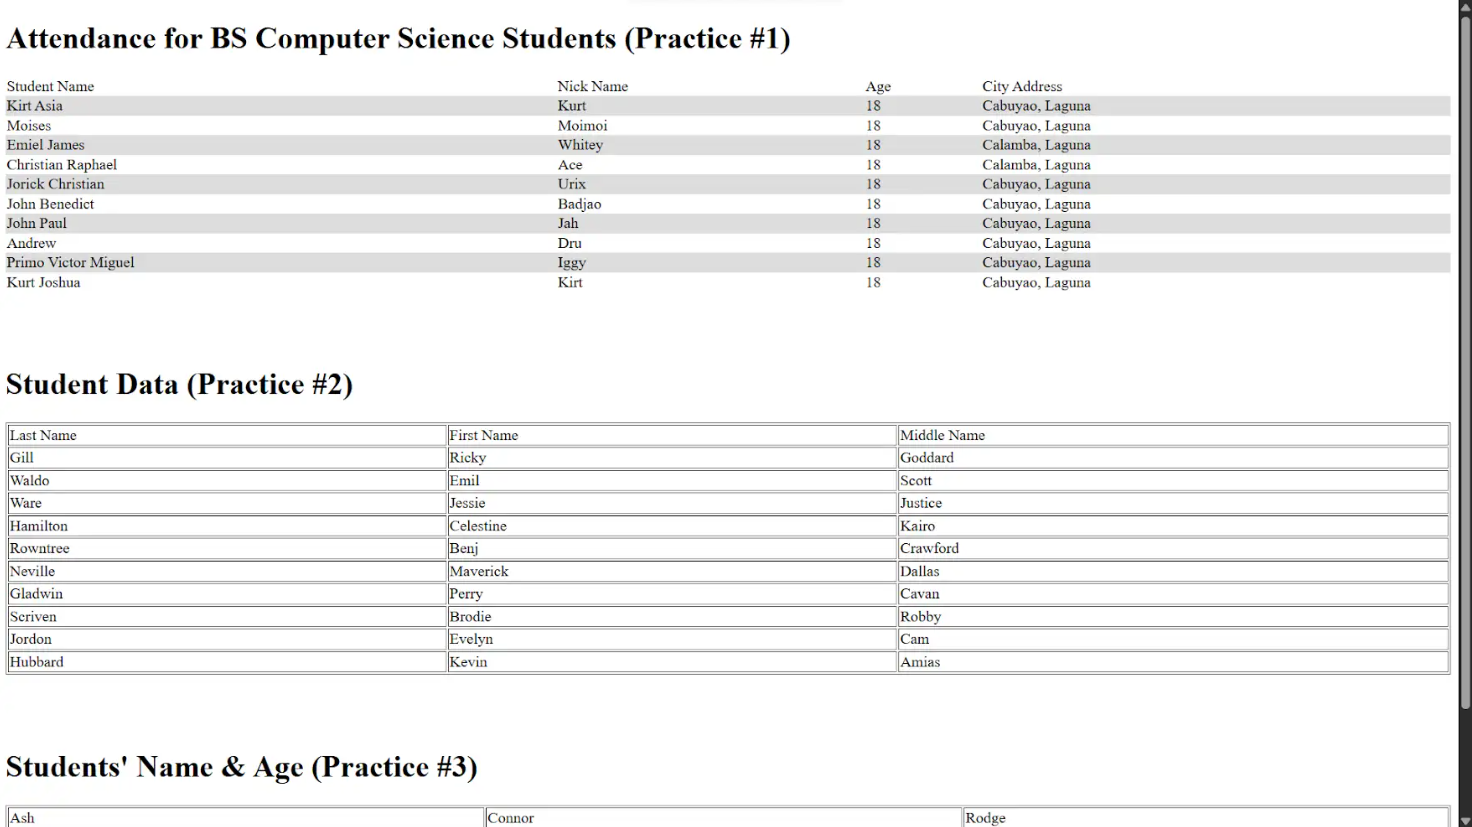 Attendance for BS Computer Science Students (Practice #1)
Student Name Nick Name Age City Address
Kirt Asia Kurt 18 Cabuyao, Laguna
Moises Moimoi 18 Cabuyao, Laguna
Emiel James Whitey 18 Calamba, Laguna
Christian Raphael Ace 18 Calamba, Laguna
Jorick Christian Urix 18 Cabuyao, Laguna
John Benedict Badjao 18 Cabuyao, Laguna
John Paul Jah 18 Cabuyao, Laguna
Andrew Dru 18 Cabuyao, Laguna
Primo Victor Miguel Iggy 18 Cabuyao, Laguna
Kurt Joshua Kirt 18 Cabuyao, Laguna
Student Data (Practice #2)
Last Name First Name Middle Name
Gill Ricky Goddard
Waldo Emil Scott
Ware Jessie Justice
Hamilton Celestine Kairo
Rowntree Benj Crawford
Neville Maverick Dallas
Gladwin Perry Cavan
Scriven Brodie Robby
Jordon Evelyn Cam
Hubbard Kevin Amias
Students' Name & Age (Practice #3)
Ash Connor Rodge